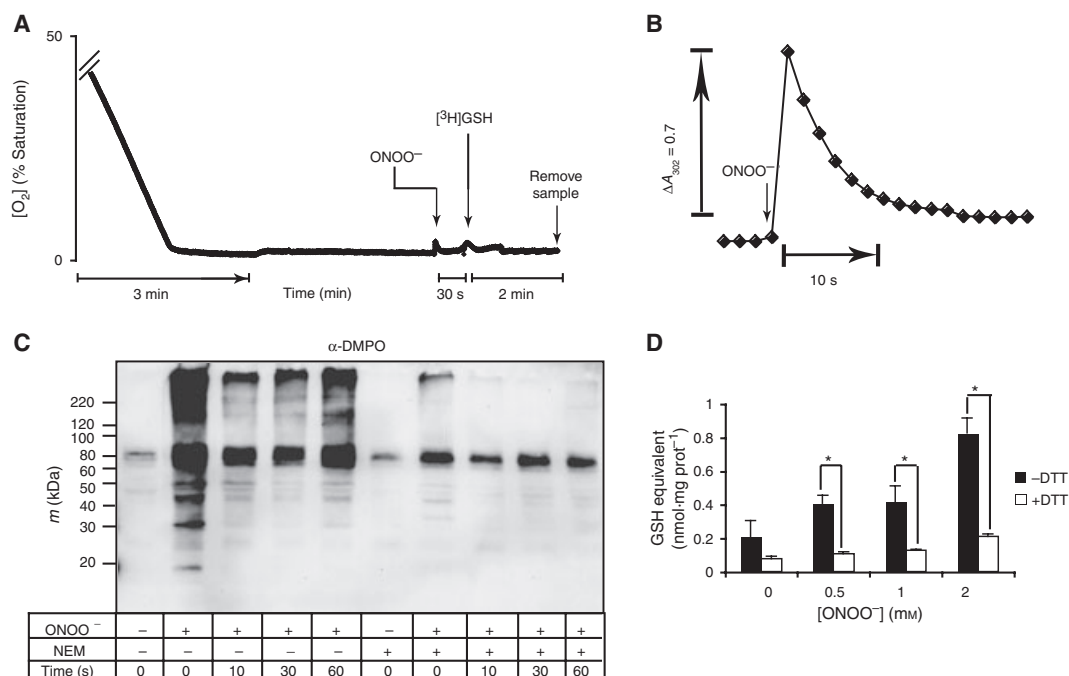 A
50
[O₂] (% Saturation)
0
ONOO⁻
[³H]GSH
Remove
sample
3 min
Time (min)
30 s
2 min
B
ΔA₃₀₂ = 0.7
ONOO⁻
10 s
C
α-DMPO
m (kDa)
220
120
100
80
60
50
40
30
20
ONOO⁻ – + + + + – + + + +
NEM – – – – – + + + + +
Time (s) 0 0 10 30 60 0 0 10 30 60
D
GSH equivalent
(nmol·mg prot⁻¹)
1
0.8
0.6
0.4
0.2
0
* * *
–DTT
+DTT
0 0.5 1 2
[ONOO⁻] (mM)